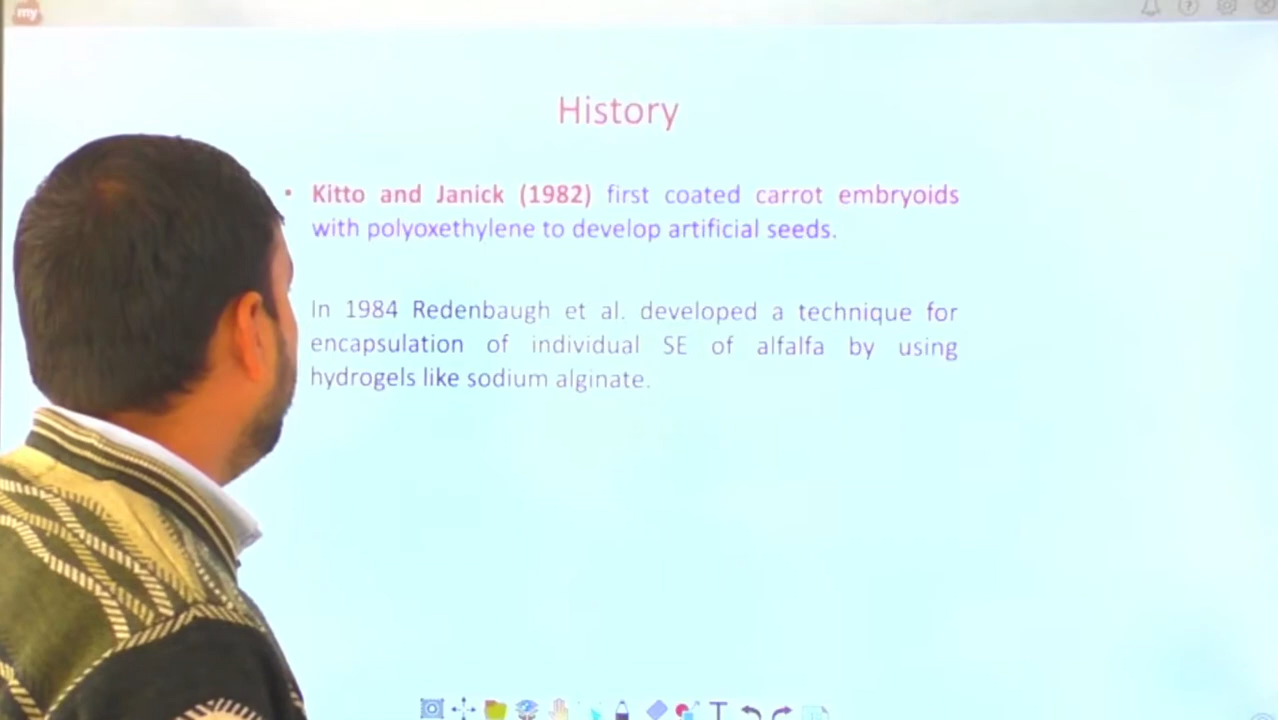 my
History
• Kitto and Janick (1982) first coated carrot embryoids
with polyoxethylene to develop artificial seeds.
In 1984 Redenbaugh et al. developed a technique for
encapsulation of individual SE of alfalfa by using
hydrogels like sodium alginate.